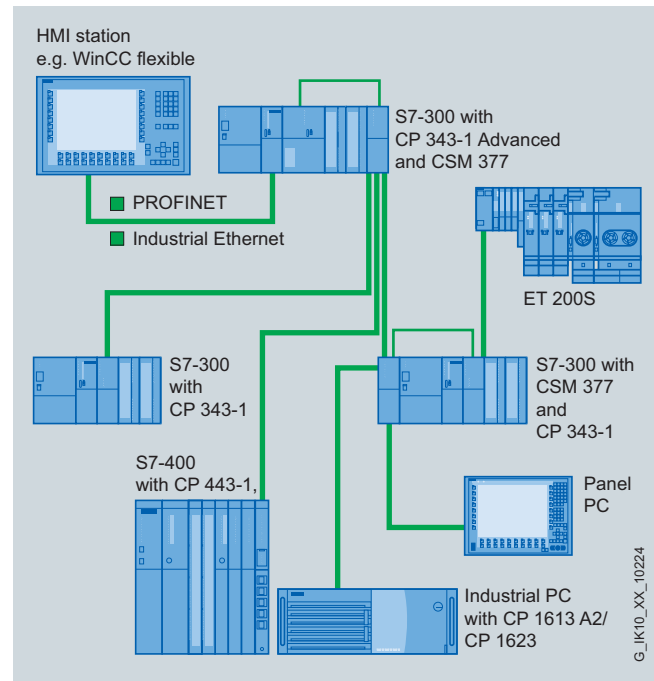 HMI station
e.g. WinCC flexible
S7-300 with
CP 343-1 Advanced
and CSM 377
PROFINET
Industrial Ethernet
ET 200S
S7-300
with
CP 343-1
S7-300 with
CSM 377
and
CP 343-1
S7-400
with CP 443-1,
Panel
PC
Industrial PC
with CP 1613 A2/
CP 1623
G_IK10_XX_10224